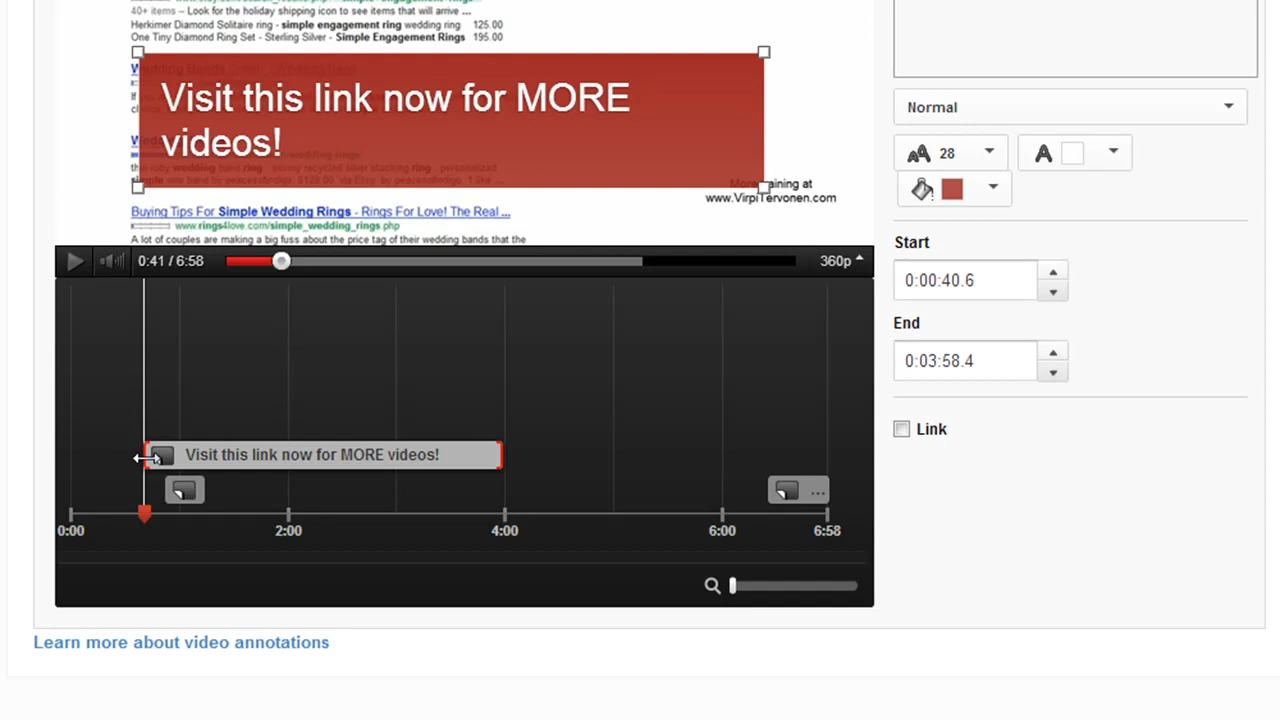 40+ items – Look for the holiday shipping icon to see items that will arrive ...
Herkimer Diamond Solitaire ring - simple engagement ring wedding ring 125.00
One Tiny Diamond Ring Set - Sterling Silver - Simple Engagement Rings 195.00
Visit this link now for MORE
videos!
More training at
www.VirpiTervonen.com
Buying Tips For Simple Wedding Rings - Rings For Love! The Real ...
www.rings4love.com/simple_wedding_rings.php
A lot of couples are making a big fuss about the price tag of their wedding bands that the
0:41 / 6:58
360p
Visit this link now for MORE videos!
...
0:00
2:00
4:00
6:00
6:58
Learn more about video annotations
Normal
28
Start
0:00:40.6
End
0:03:58.4
Link